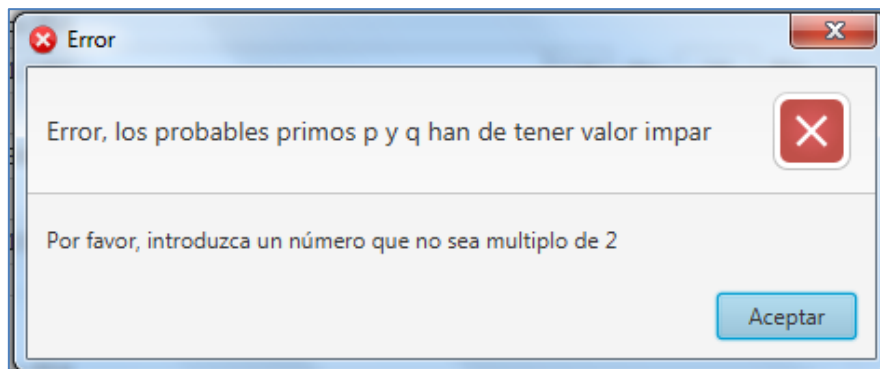 Error
Error, los probables primos p y q han de tener valor impar
Por favor, introduzca un número que no sea multiplo de 2
Aceptar